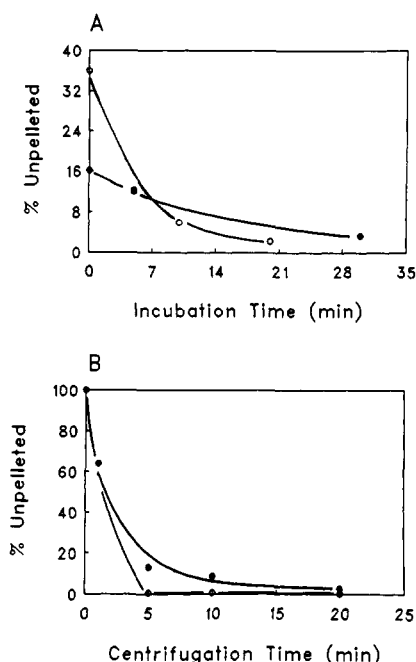 A
40
32
24
16
8
0
% Unpelleted
0 7 14 21 28 35
Incubation Time (min)
B
100
80
60
40
20
0
% Unpelleted
0 5 10 15 20 25
Centrifugation Time (min)